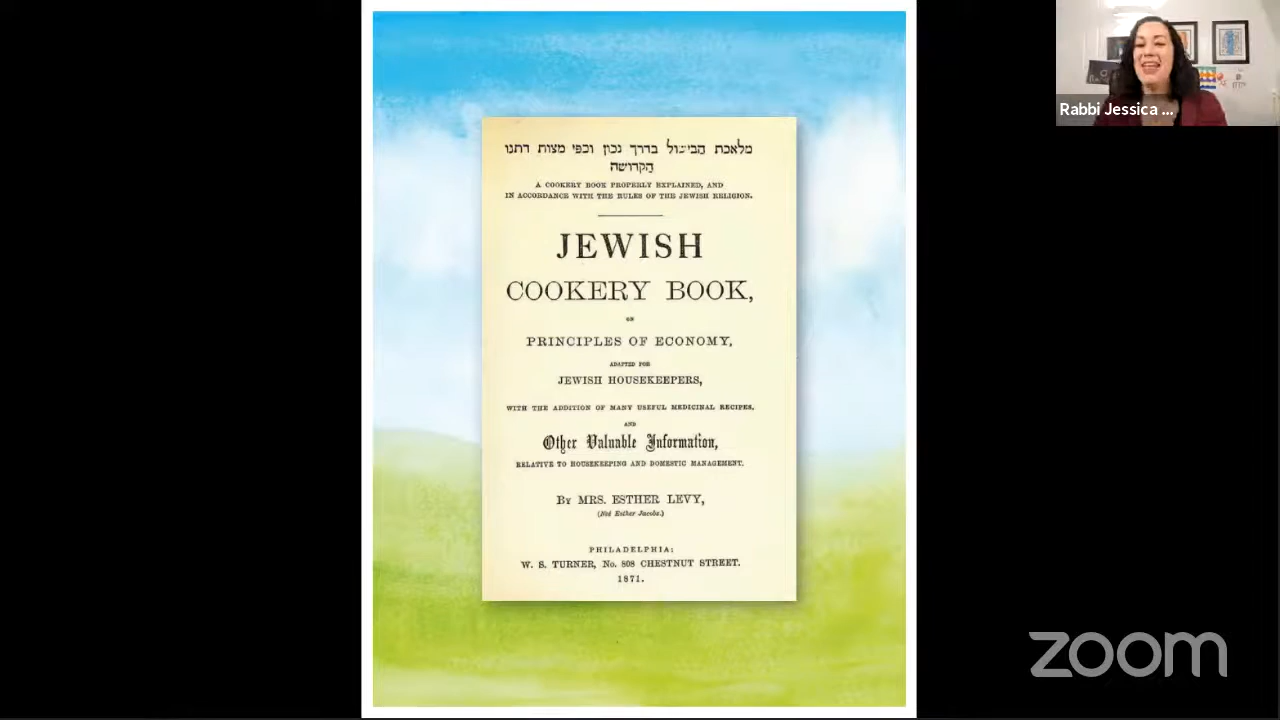 מלאכת הבישול בדרך נכון וכפי מצות דתנו
הקדושה
A COOKERY BOOK PROPERLY EXPLAINED, AND
IN ACCORDANCE WITH THE RULES OF THE JEWISH RELIGION.
JEWISH
COOKERY BOOK,
ON
PRINCIPLES OF ECONOMY,
ADAPTED FOR
JEWISH HOUSEKEEPERS,
WITH THE ADDITION OF MANY USEFUL MEDICINAL RECIPES,
AND
Other Valuable Information,
RELATIVE TO HOUSEKEEPING AND DOMESTIC MANAGEMENT.
BY MRS. ESTHER LEVY,
(Neé Esther Jacobs.)
PHILADELPHIA:
W. S. TURNER, No. 808 CHESTNUT STREET.
1871.
Rabbi Jessica ...
zoom